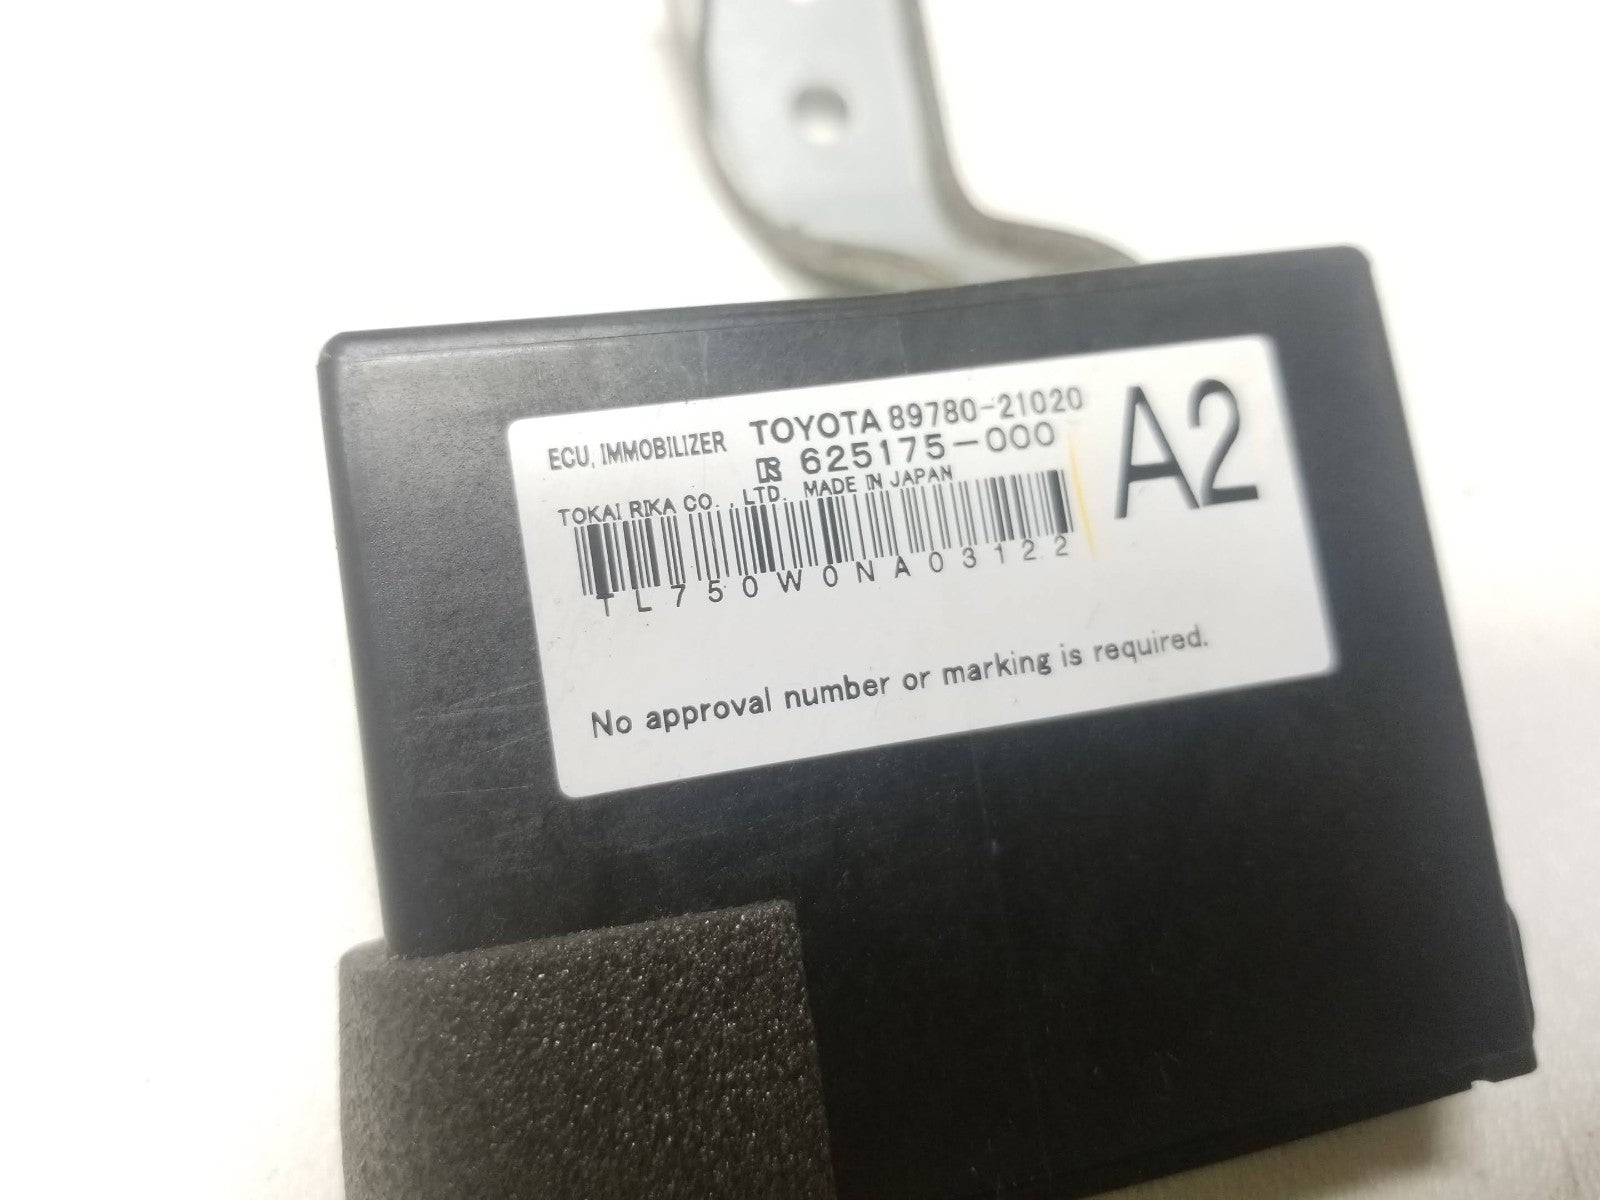 ECU, IMMOBILIZER TOYOTA 89780-21020
625175-000
TOKAI RIKA CO., LTD. MADE IN JAPAN
A2
TL750W0NA03122
No approval number or marking is required.